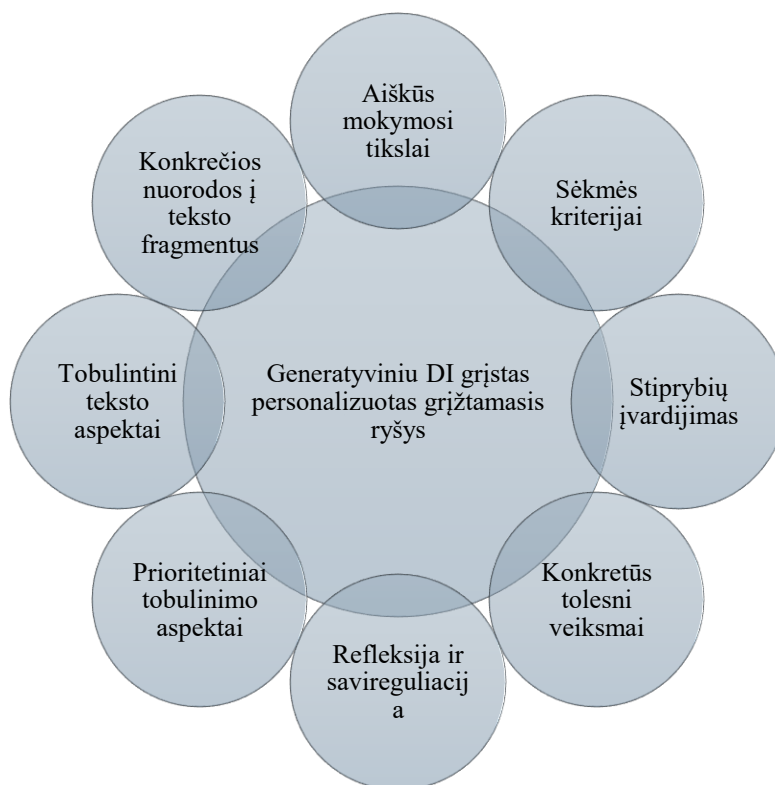 Aiškūs
mokymosi
tikslai
Sėkmės
kriterijai
Stiprybių
įvardijimas
Konkretūs
tolesni
veiksmai
Refleksija ir
savireguliacij
a
Prioritetiniai
tobulinimo
aspektai
Tobulintini
teksto
aspektai
Konkrečios
nuorodos į
teksto
fragmentus
Generatyviniu DI grįstas
personalizuotas grįžtamasis
ryšys